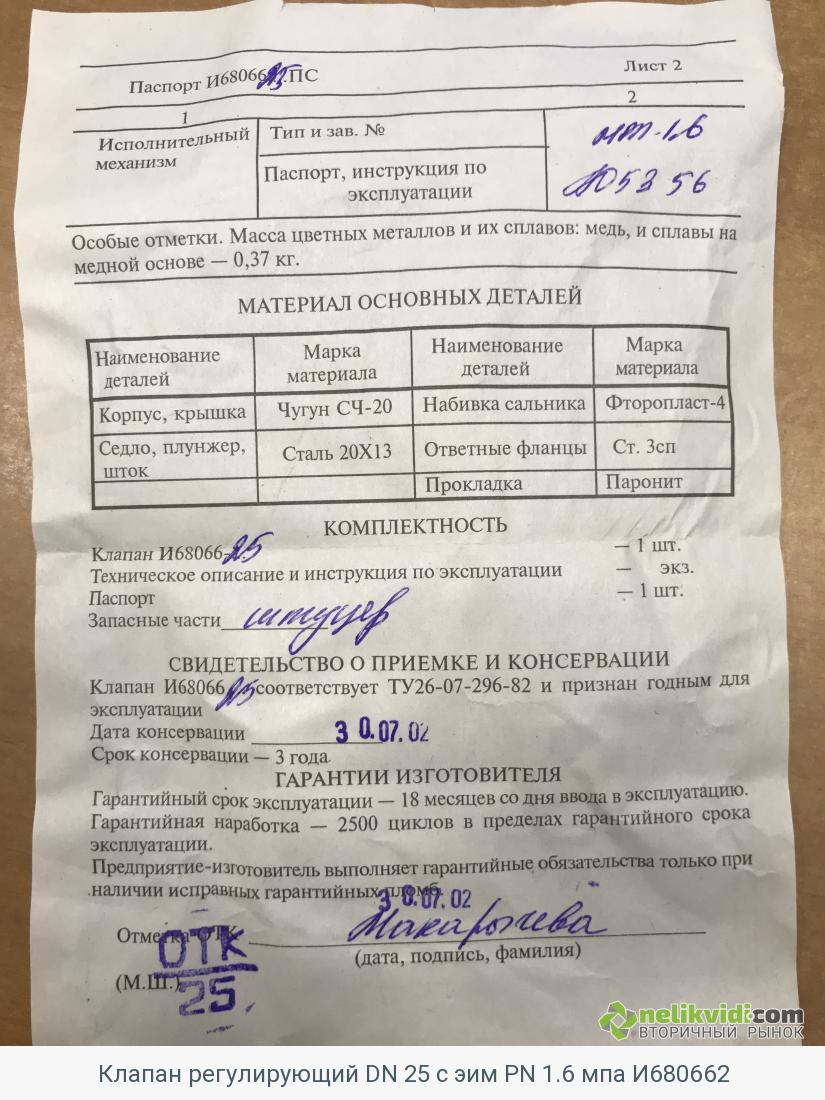 Паспорт И68066 25.ПС Лист 2
1 2
Исполнительный механизм Тип и зав. №
Паспорт, инструкция по эксплуатации 5356
Особые отметки. Масса цветных металлов и их сплавов: медь, и сплавы на
медной основе — 0,37 кг.
МАТЕРИАЛ ОСНОВНЫХ ДЕТАЛЕЙ
Наименование деталей Марка материала Наименование деталей Марка материала
Корпус, крышка Чугун СЧ-20 Набивка сальника Фторопласт-4
Седло, плунжер, шток Сталь 20Х13 Ответные фланцы Ст. 3сп
Прокладка Паронит
КОМПЛЕКТНОСТЬ
Клапан И68066-25 — 1 шт.
Техническое описание и инструкция по эксплуатации — экз.
Паспорт — 1 шт.
Запасные части штуцер
СВИДЕТЕЛЬСТВО О ПРИЕМКЕ И КОНСЕРВАЦИИ
Клапан И68066 25 соответствует ТУ26-07-296-82 и признан годным для
эксплуатации
Дата консервации 30.07.02
Срок консервации — 3 года
ГАРАНТИИ ИЗГОТОВИТЕЛЯ
Гарантийный срок эксплуатации — 18 месяцев со дня ввода в эксплуатацию.
Гарантийная наработка — 2500 циклов в пределах гарантийного срока
эксплуатации.
Предприятие-изготовитель выполняет гарантийные обязательства только при
наличии исправных гарантийных пломб.
30.07.02
Отметка ОТК Макарычева
(дата, подпись, фамилия)
(М.Ш.)
ОТК
25
nelikvidi.com
ВТОРИЧНЫЙ РЫНОК
Клапан регулирующий DN 25 с эим PN 1.6 мпа И680662